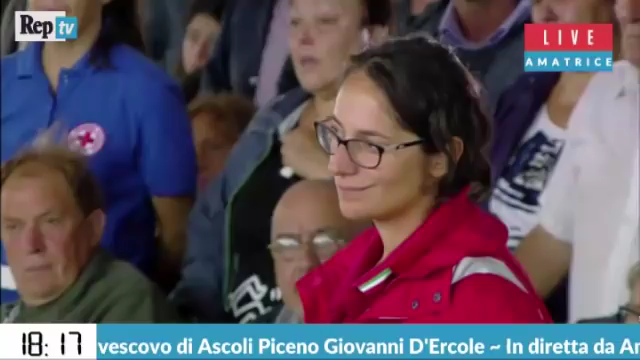 Rep tv
LIVE
AMATRICE
18:17
vescovo di Ascoli Piceno Giovanni D'Ercole ~ In diretta da A